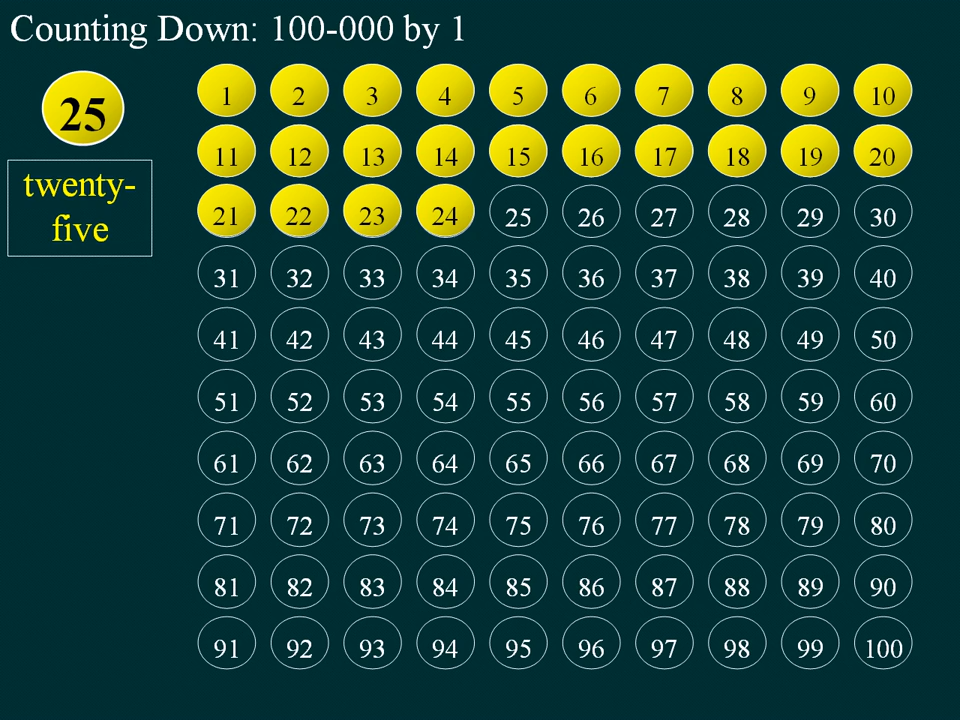 Counting Down: 100-000 by 1
25
twenty-
five
1 2 3 4 5 6 7 8 9 10
11 12 13 14 15 16 17 18 19 20
21 22 23 24 25 26 27 28 29 30
31 32 33 34 35 36 37 38 39 40
41 42 43 44 45 46 47 48 49 50
51 52 53 54 55 56 57 58 59 60
61 62 63 64 65 66 67 68 69 70
71 72 73 74 75 76 77 78 79 80
81 82 83 84 85 86 87 88 89 90
91 92 93 94 95 96 97 98 99 100